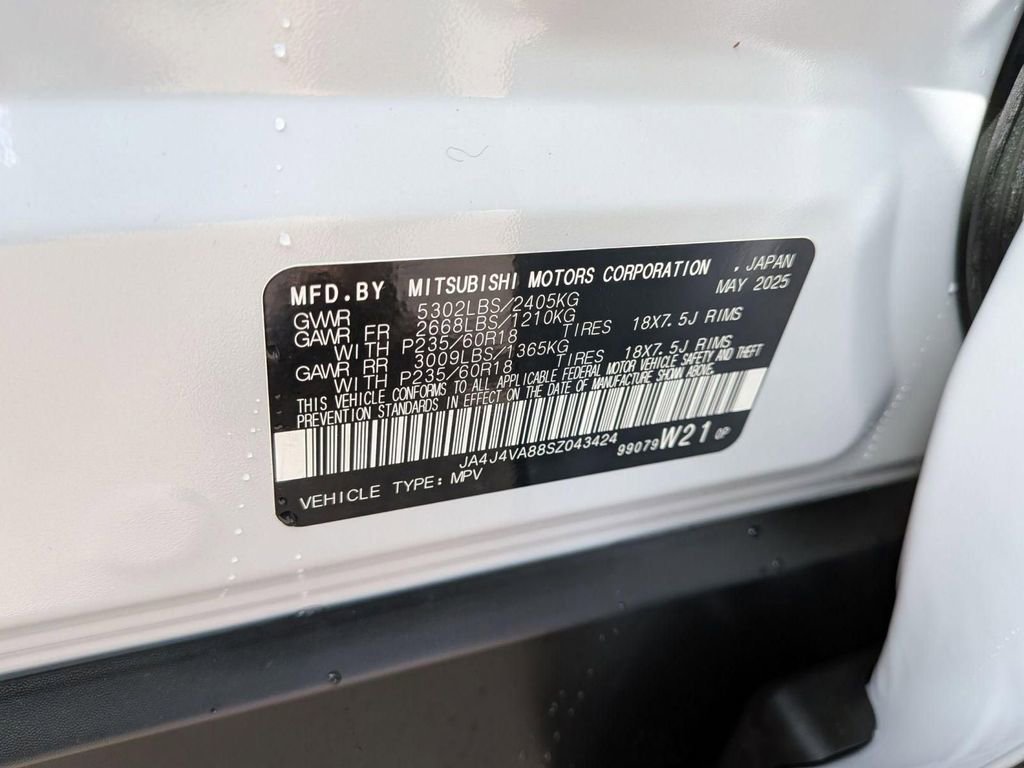 MFD.BY MITSUBISHI MOTORS CORPORATION , JAPAN
GVWR 5302LBS/2405KG MAY 2025
GAWR FR 2668LBS/1210KG
WITH P235/60R18 TIRES 18X7.5J RIMS
GAWR RR 3009LBS/1365KG
WITH P235/60R18 TIRES 18X7.5J RIMS
THIS VEHICLE CONFORMS TO ALL APPLICABLE FEDERAL MOTOR VEHICLE SAFETY AND THEFT
PREVENTION STANDARDS IN EFFECT ON THE DATE OF MANUFACTURE SHOWN ABOVE.
JA4J4VA88SZ043424 99079 W21 0P
VEHICLE TYPE: MPV